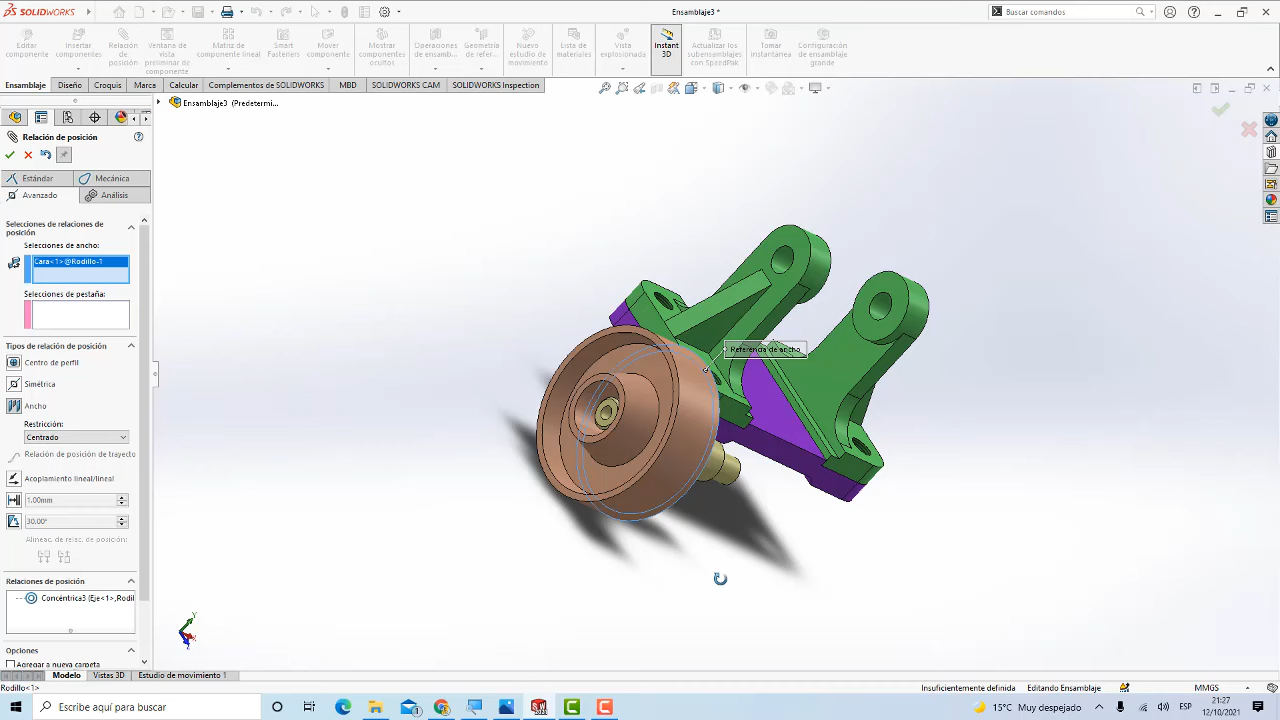 SOLIDWORKS
Ensamblaje3 *
Buscar comandos
Editar componente
Insertar componentes
Relación de posición
Ventana de vista preliminar de componente
Matriz de componente lineal
Smart Fasteners
Mover componente
Mostrar componentes ocultos
Operaciones de ensamb...
Geometría de refer...
Nuevo estudio de movimiento
Lista de materiales
Vista explosionada
Instant 3D
Actualizar los subensamblajes con SpeedPak
Tomar instantánea
Configuración de ensamblaje grande
Ensamblaje
Diseño
Croquis
Marca
Calcular
Complementos de SOLIDWORKS
MBD
SOLIDWORKS CAM
SOLIDWORKS Inspection
Ensamblaje3 (Predetermi...
Relación de posición
Estándar
Mecánica
Avanzado
Análisis
Selecciones de relaciones de
posición
Selecciones de ancho:
Cara<1>@Rodillo-1
Selecciones de pestaña:
Tipos de relación de posición
Centro de perfil
Simétrica
Ancho
Restricción:
Centrado
Relación de posición de trayecto
Acoplamiento lineal/lineal
1.00mm
30.00°
Alineac. de relec. de posición:
Relaciones de posición
Concéntrica3 (Eje<1>,Rodil
Opciones
Agregar a nueva carpeta
Referencia de ancho
Y
X
Z
Modelo
Vistas 3D
Estudio de movimiento 1
Rodillo<1>
Insuficientemente definida
Editando Ensamblaje
MMGS
Escribe aquí para buscar
15°C Muy despejado
ESP
21:27
12/10/2021